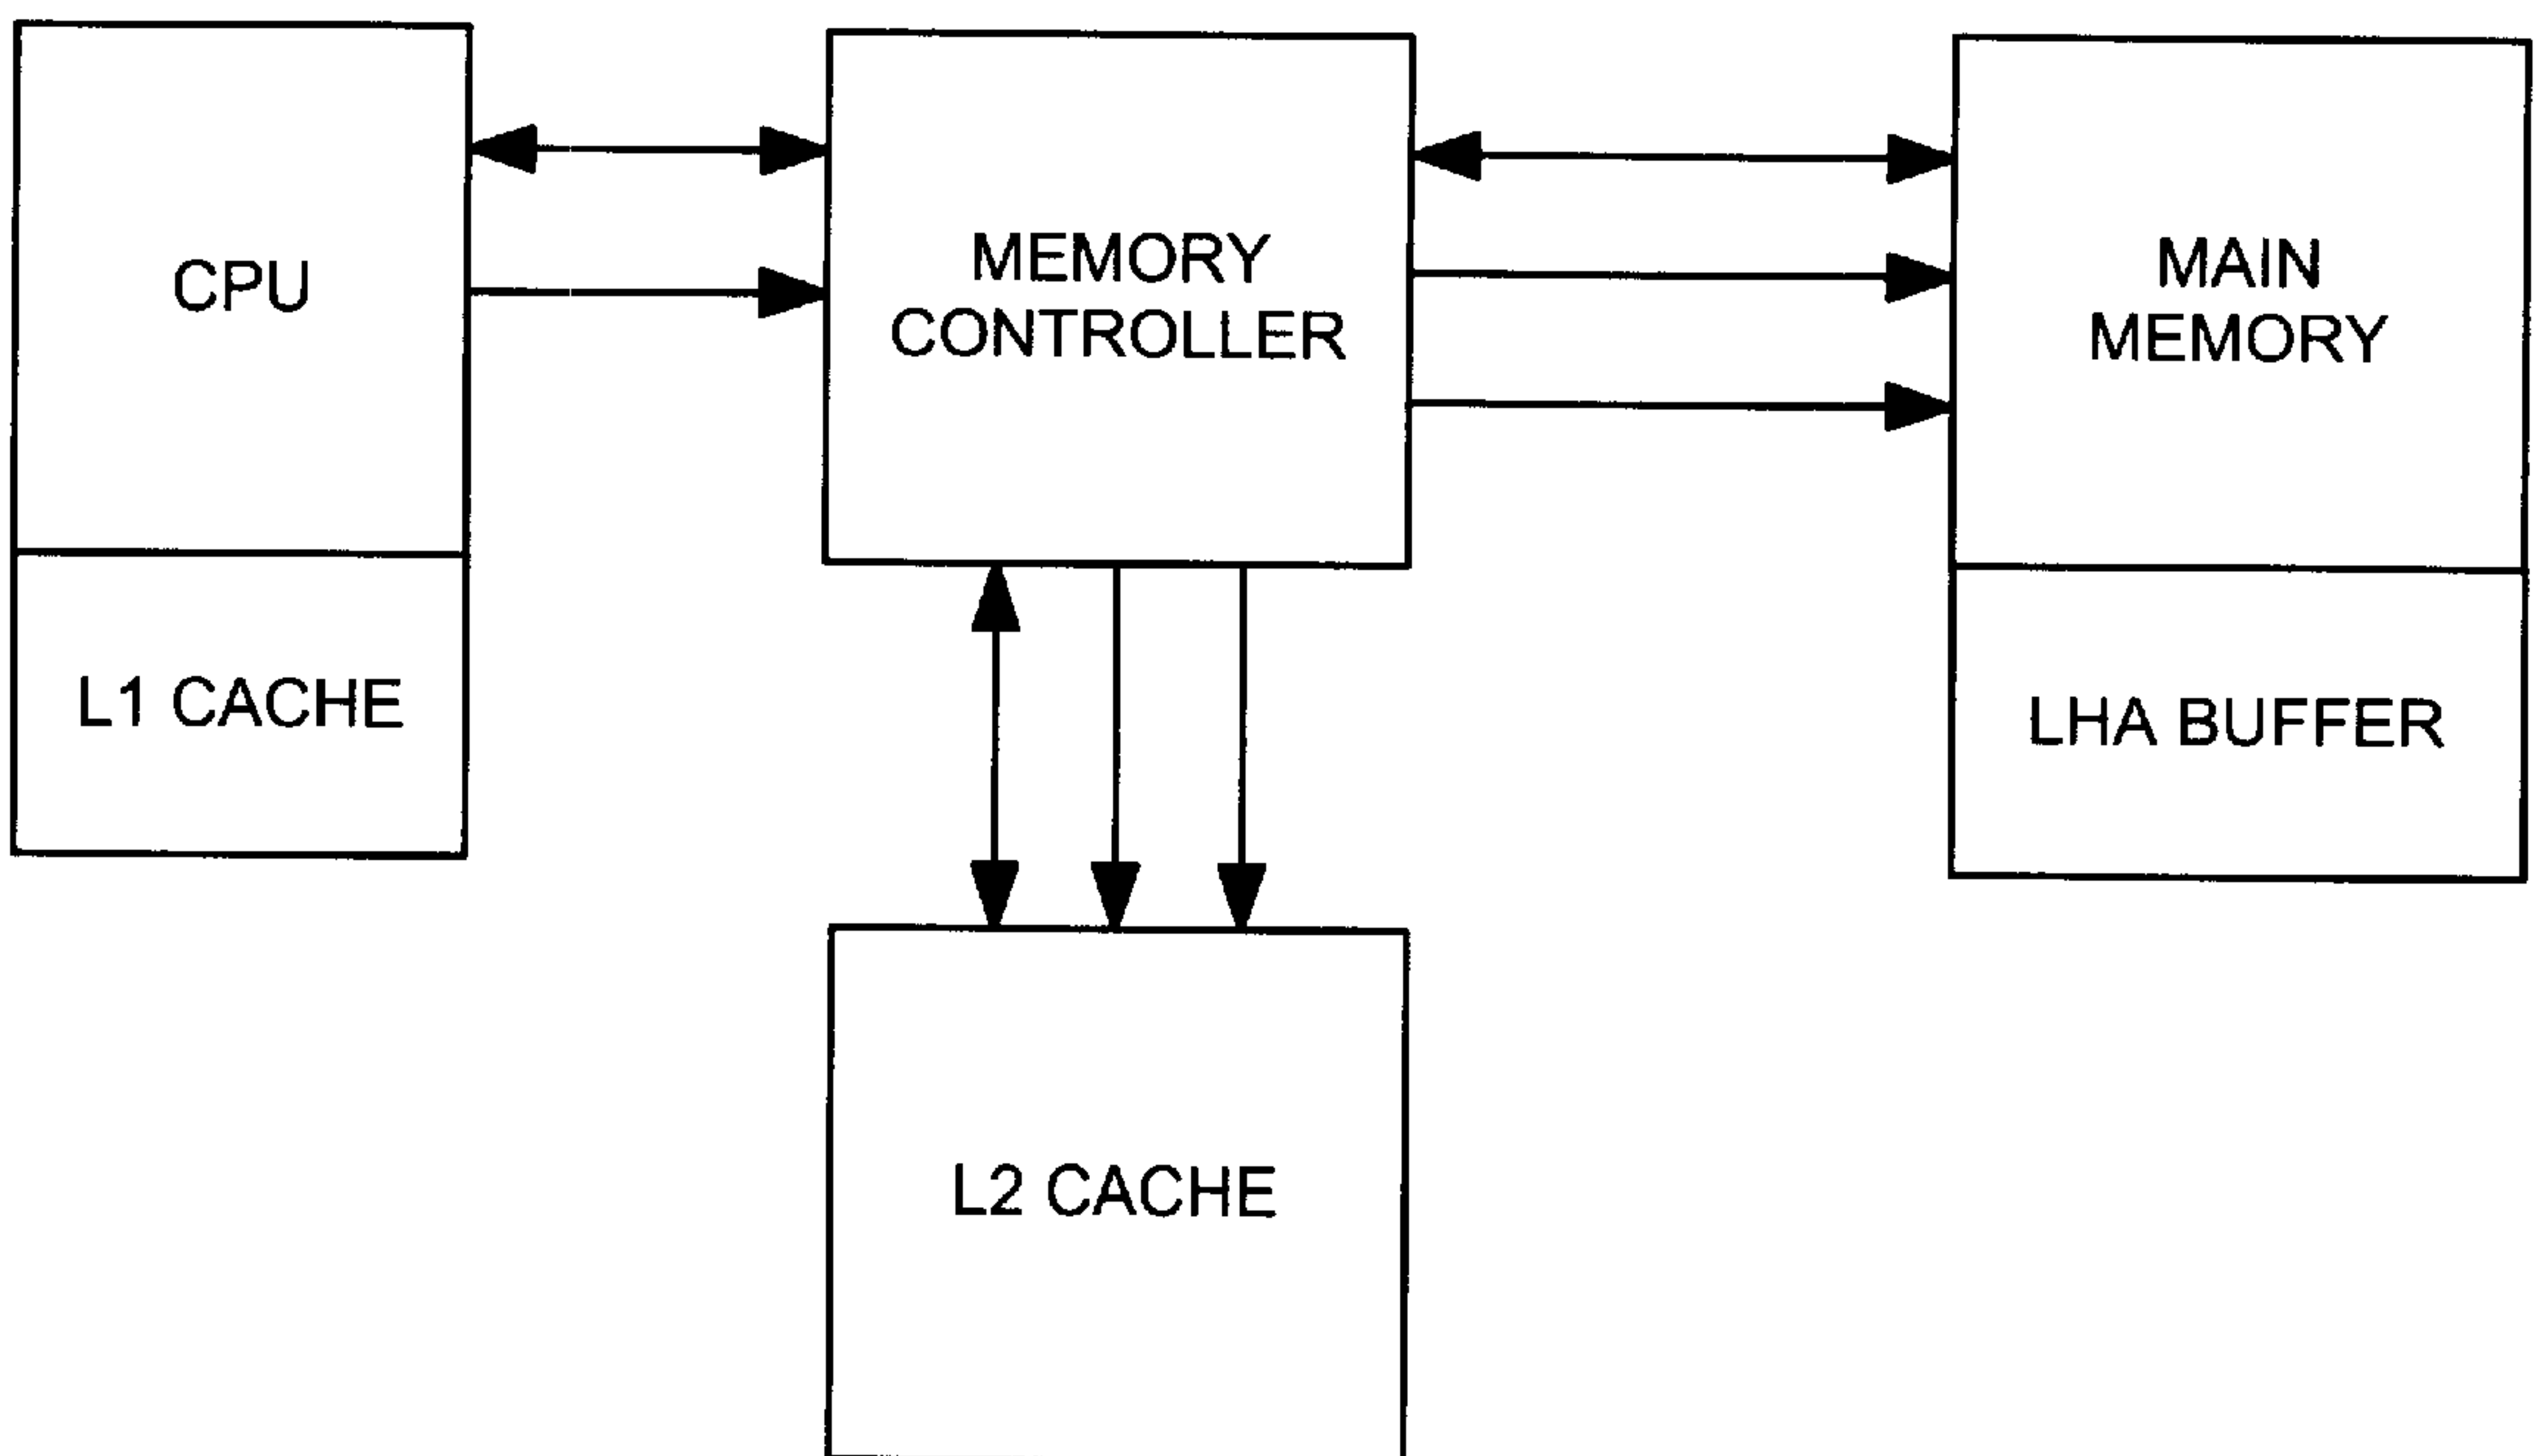 CPU
L1 CACHE
MEMORY
CONTROLLER
MAIN
MEMORY
LHA BUFFER
L2 CACHE